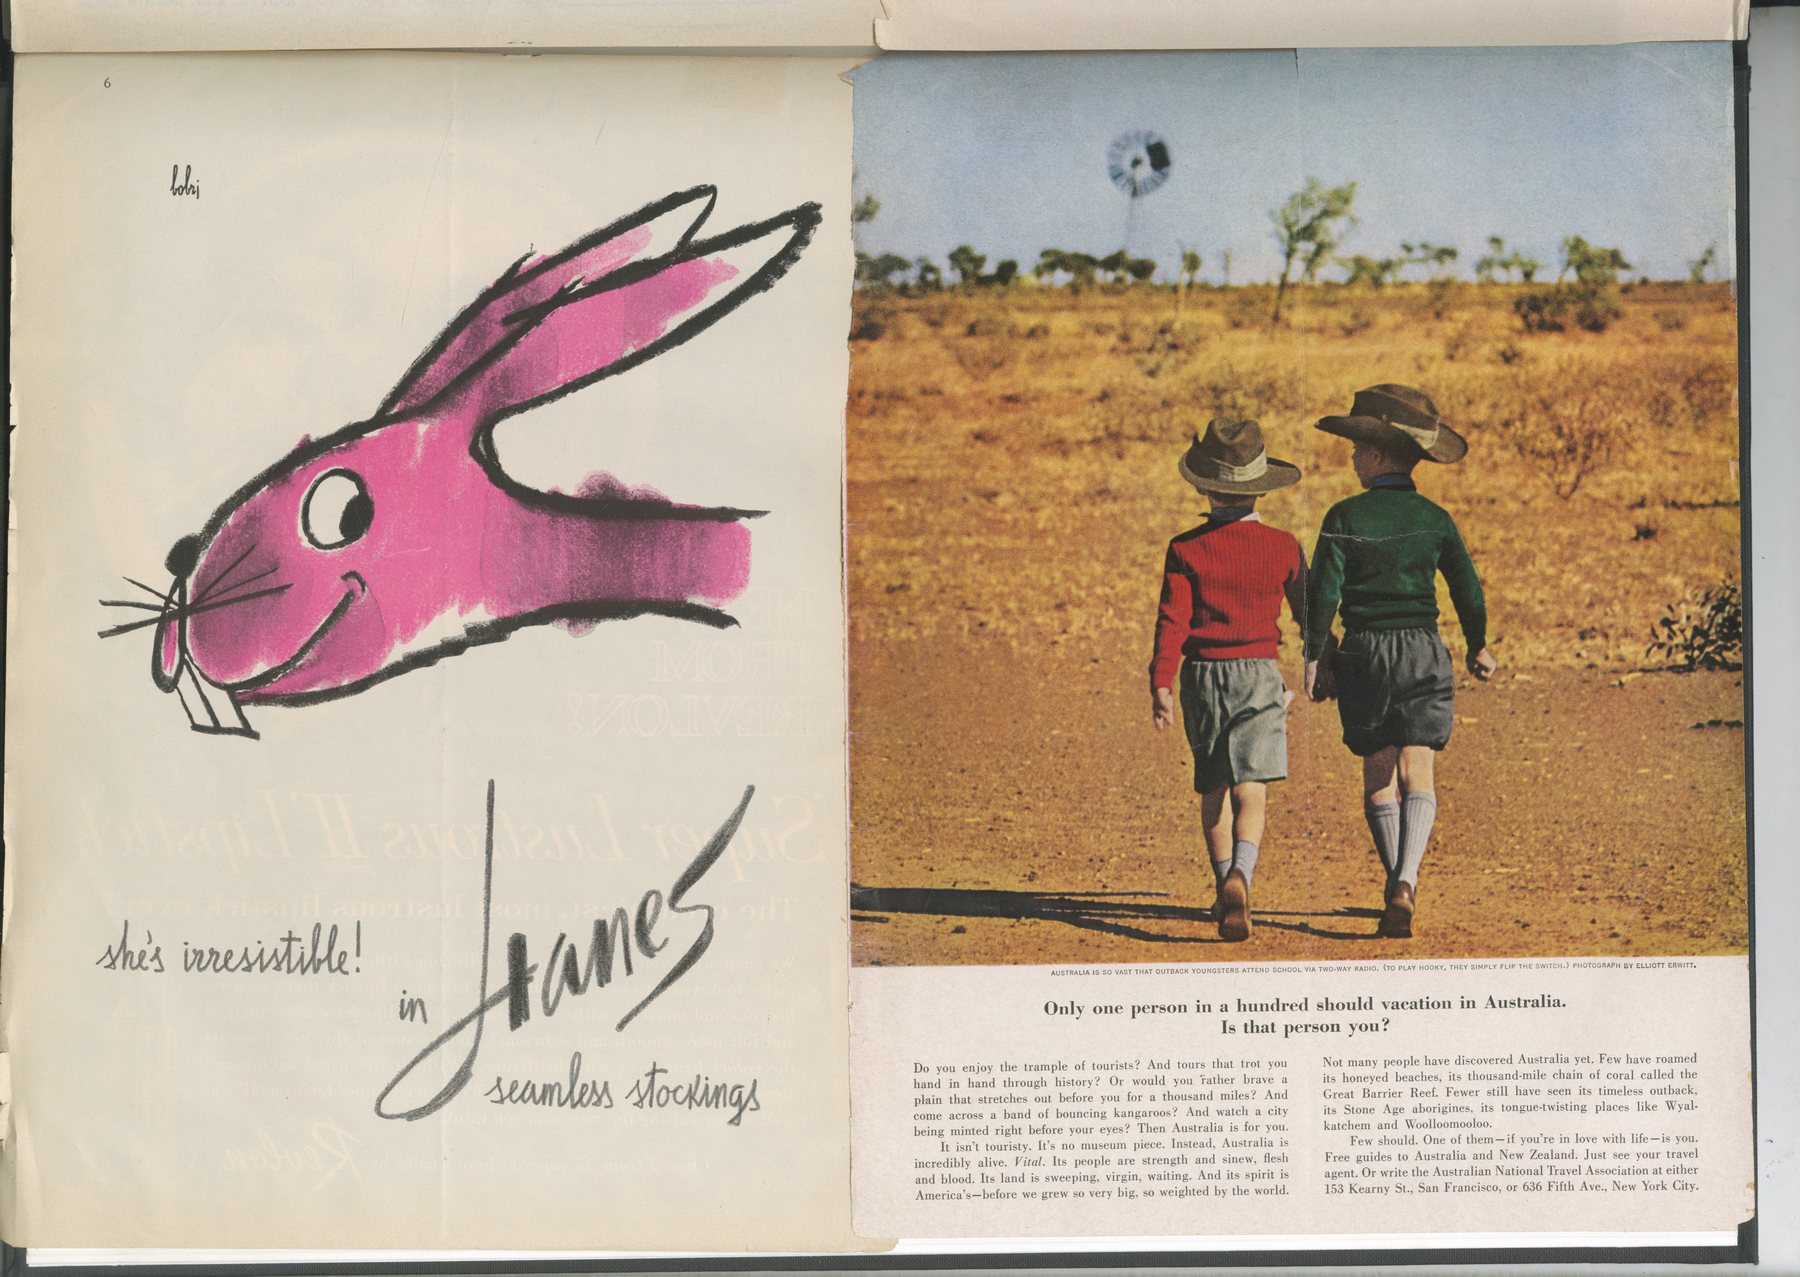 6
bobri
she's irresistible!
in Hanes
seamless stockings
AUSTRALIA IS SO VAST THAT OUTBACK YOUNGSTERS ATTEND SCHOOL VIA TWO-WAY RADIO. (TO PLAY HOOKY, THEY SIMPLY FLIP THE SWITCH.) PHOTOGRAPH BY ELLIOTT ERWITT.
Only one person in a hundred should vacation in Australia.
Is that person you?
Do you enjoy the trample of tourists? And tours that trot you
hand in hand through history? Or would you rather brave a
plain that stretches out before you for a thousand miles? And
come across a band of bouncing kangaroos? And watch a city
being minted right before your eyes? Then Australia is for you.
It isn't touristy. It's no museum piece. Instead, Australia is
incredibly alive. Vital. Its people are strength and sinew, flesh
and blood. Its land is sweeping, virgin, waiting. And its spirit is
America's—before we grew so very big, so weighted by the world.
Not many people have discovered Australia yet. Few have roamed
its honeyed beaches, its thousand-mile chain of coral called the
Great Barrier Reef. Fewer still have seen its timeless outback,
its Stone Age aborigines, its tongue-twisting places like Wyal-
katchem and Woolloomooloo.
Few should. One of them—if you're in love with life—is you.
Free guides to Australia and New Zealand. Just see your travel
agent. Or write the Australian National Travel Association at either
153 Kearny St., San Francisco, or 636 Fifth Ave., New York City.